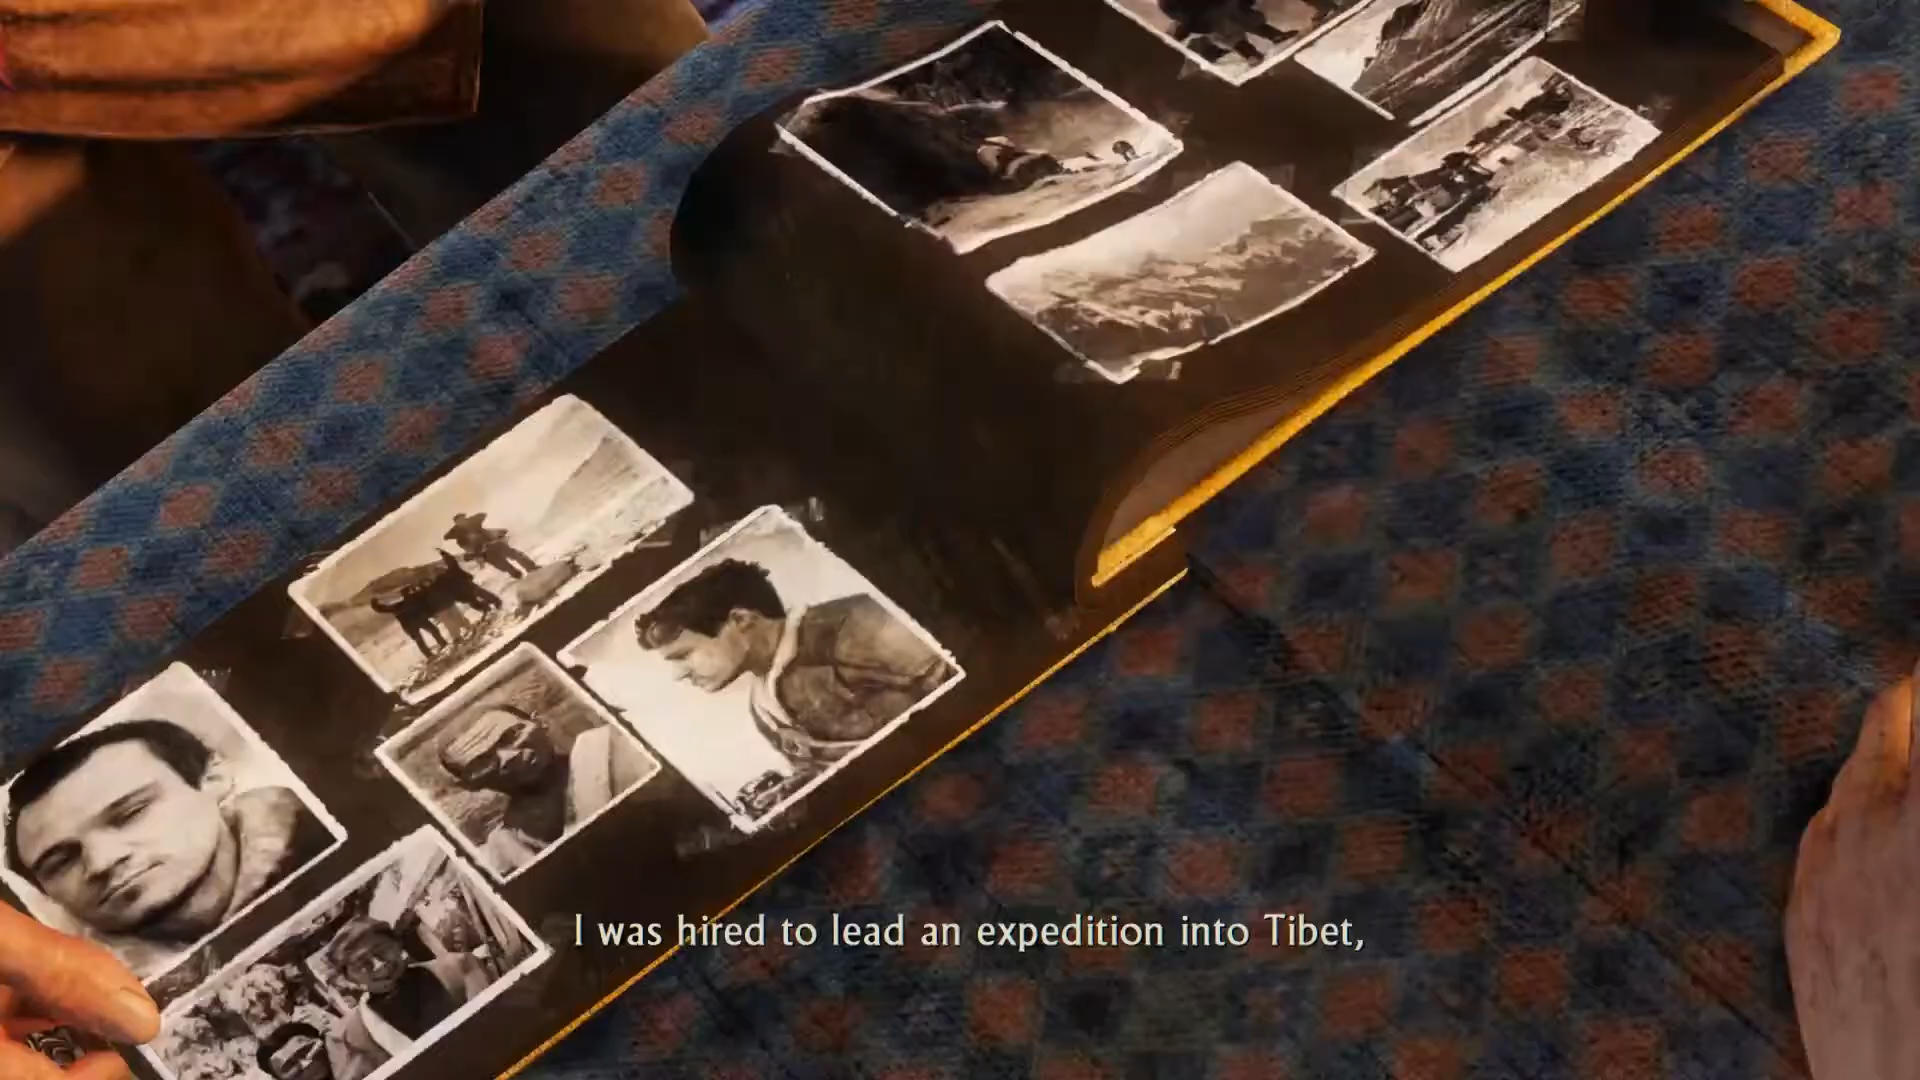 I was hired to lead an expedition into Tibet,